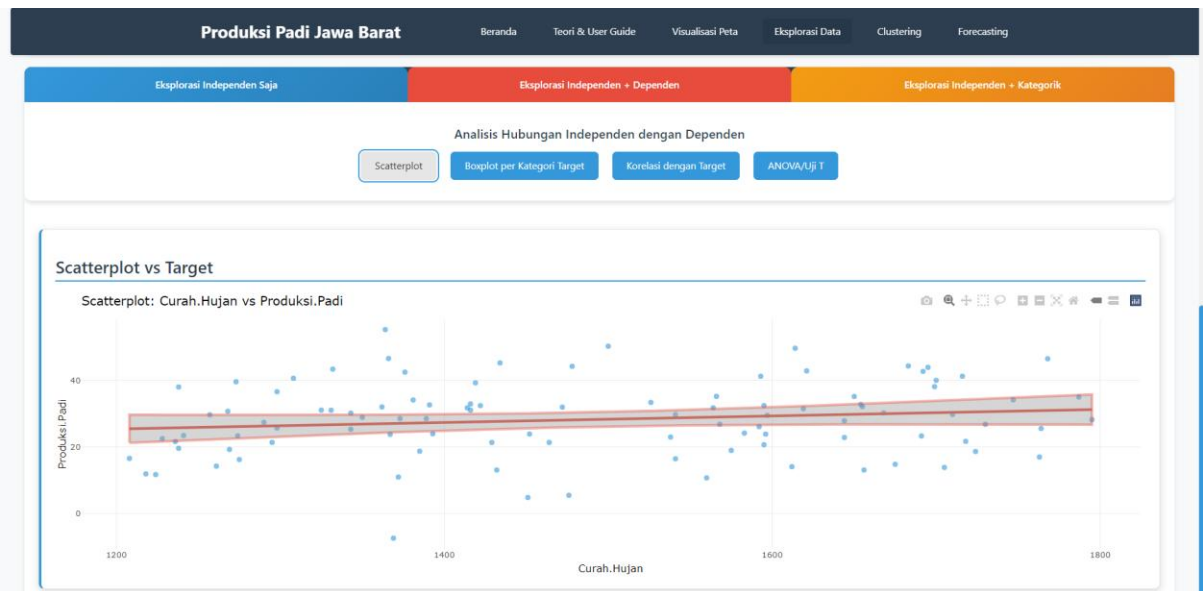 Produksi Padi Jawa Barat Beranda Teori & User Guide Visualisasi Peta Eksplorasi Data Clustering Forecasting
Eksplorasi Independen Saja Eksplorasi Independen + Dependen Eksplorasi Independen + Kategorik
Analisis Hubungan Independen dengan Dependen
Scatterplot Boxplot per Kategori Target Korelasi dengan Target ANOVA/Uji T
Scatterplot vs Target
Scatterplot: Curah.Hujan vs Produksi.Padi
Produksi.Padi
40
20
0
1200 1400 1600 1800
Curah.Hujan